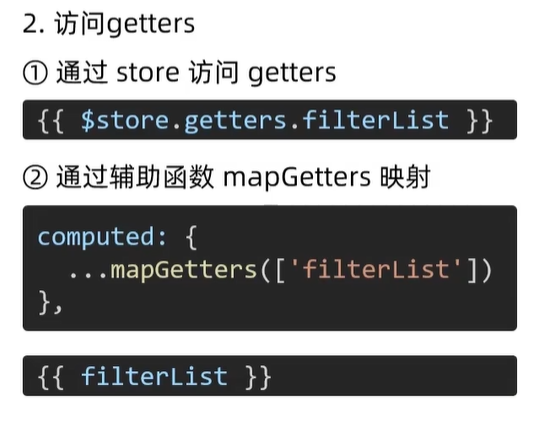 2. 访问getters
① 通过 store 访问 getters
{{ $store.getters.filterList }}
② 通过辅助函数 mapGetters 映射
computed: {
  ...mapGetters(['filterList'])
},
{{ filterList }}